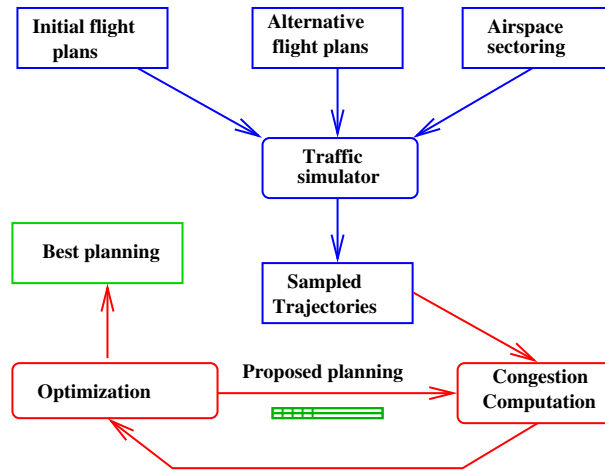 Initial flight
plans
Alternative
flight plans
Airspace
sectoring
Traffic
simulator
Best planning
Sampled
Trajectories
Optimization
Proposed planning
Congestion
Computation